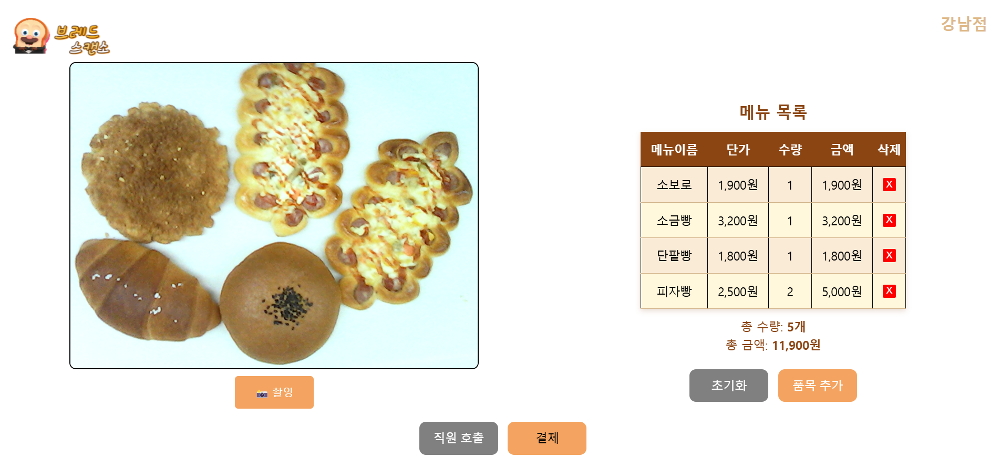 브레드
스캔소
강남점
메뉴 목록
메뉴이름 단가 수량 금액 삭제
소보로 1,900원 1 1,900원 X
소금빵 3,200원 1 3,200원 X
단팥빵 1,800원 1 1,800원 X
피자빵 2,500원 2 5,000원 X
총 수량: 5개
총 금액: 11,900원
초기화 품목 추가
촬영
직원 호출 결제